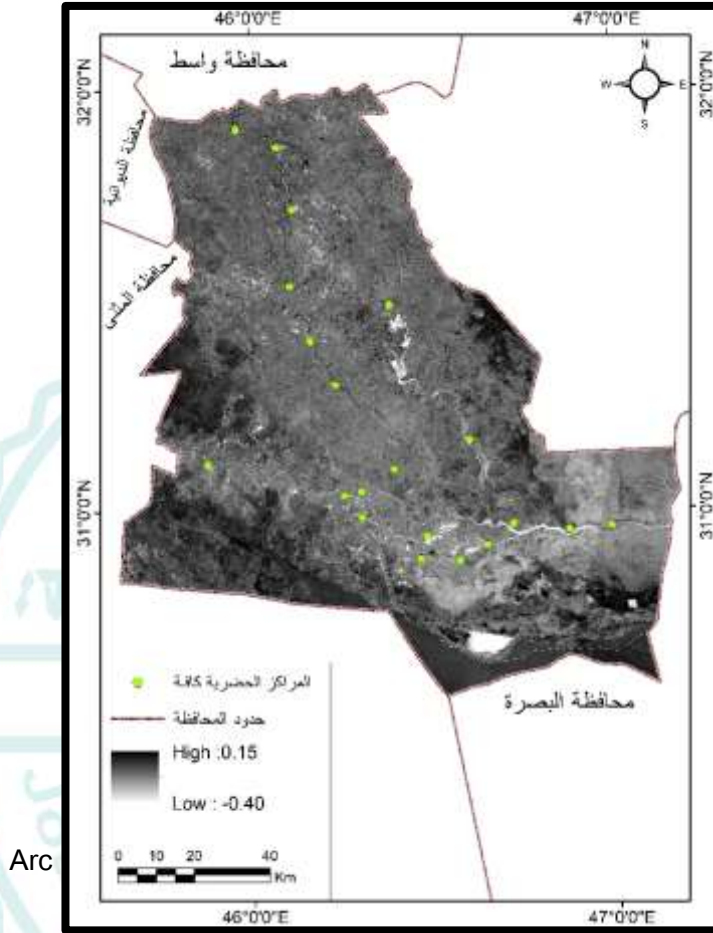 46°0'0"E 47°0'0"E
محافظة واسط
N
W E
S
32°0'0"N 32°0'0"N
محافظة الديوانية
محافظة المثنى
31°0'0"N 31°0'0"N
المراكز الحضرية كافة
حدود المحافظة
محافظة البصرة
High :0.15
Low : -0.40
Arc
0 10 20 40
Km
46°0'0"E 47°0'0"E